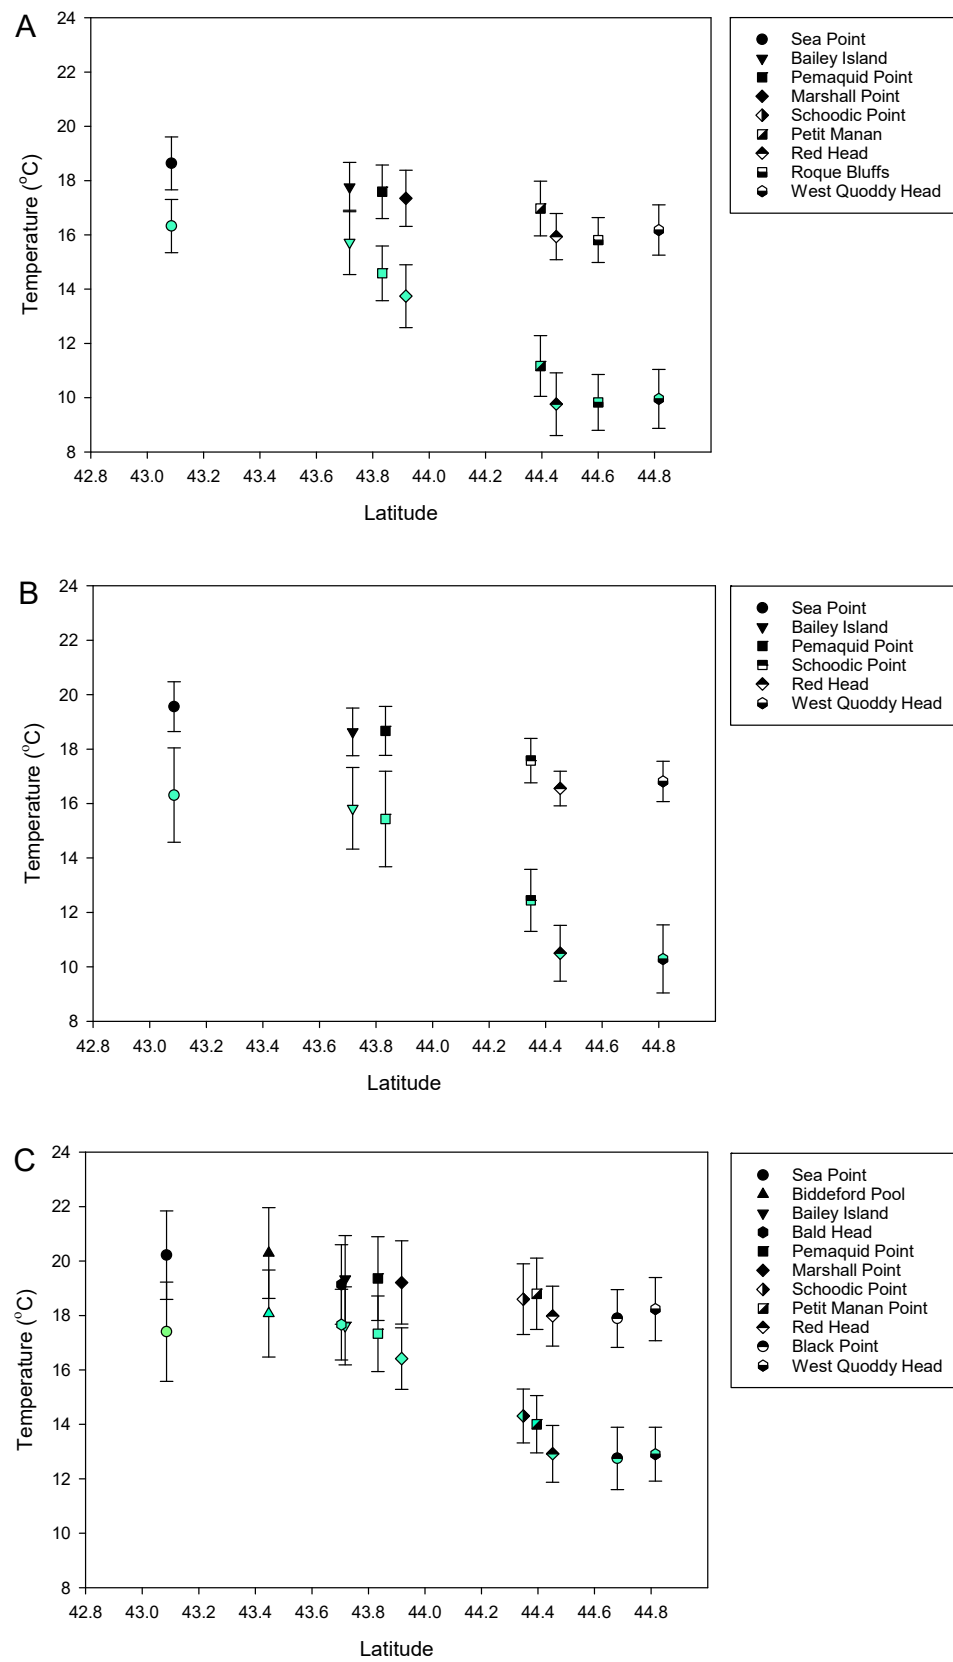 A
24
22
20
18
16
14
12
10
8
Temperature (°C)
42.8 43.0 43.2 43.4 43.6 43.8 44.0 44.2 44.4 44.6 44.8
Latitude
Sea Point
Bailey Island
Pemaquid Point
Marshall Point
Schoodic Point
Petit Manan
Red Head
Roque Bluffs
West Quoddy Head
B
24
22
20
18
16
14
12
10
8
Temperature (°C)
42.8 43.0 43.2 43.4 43.6 43.8 44.0 44.2 44.4 44.6 44.8
Latitude
Sea Point
Bailey Island
Pemaquid Point
Schoodic Point
Red Head
West Quoddy Head
C
24
22
20
18
16
14
12
10
8
Temperature (°C)
42.8 43.0 43.2 43.4 43.6 43.8 44.0 44.2 44.4 44.6 44.8
Latitude
Sea Point
Biddeford Pool
Bailey Island
Bald Head
Pemaquid Point
Marshall Point
Schoodic Point
Petit Manan Point
Red Head
Black Point
West Quoddy Head